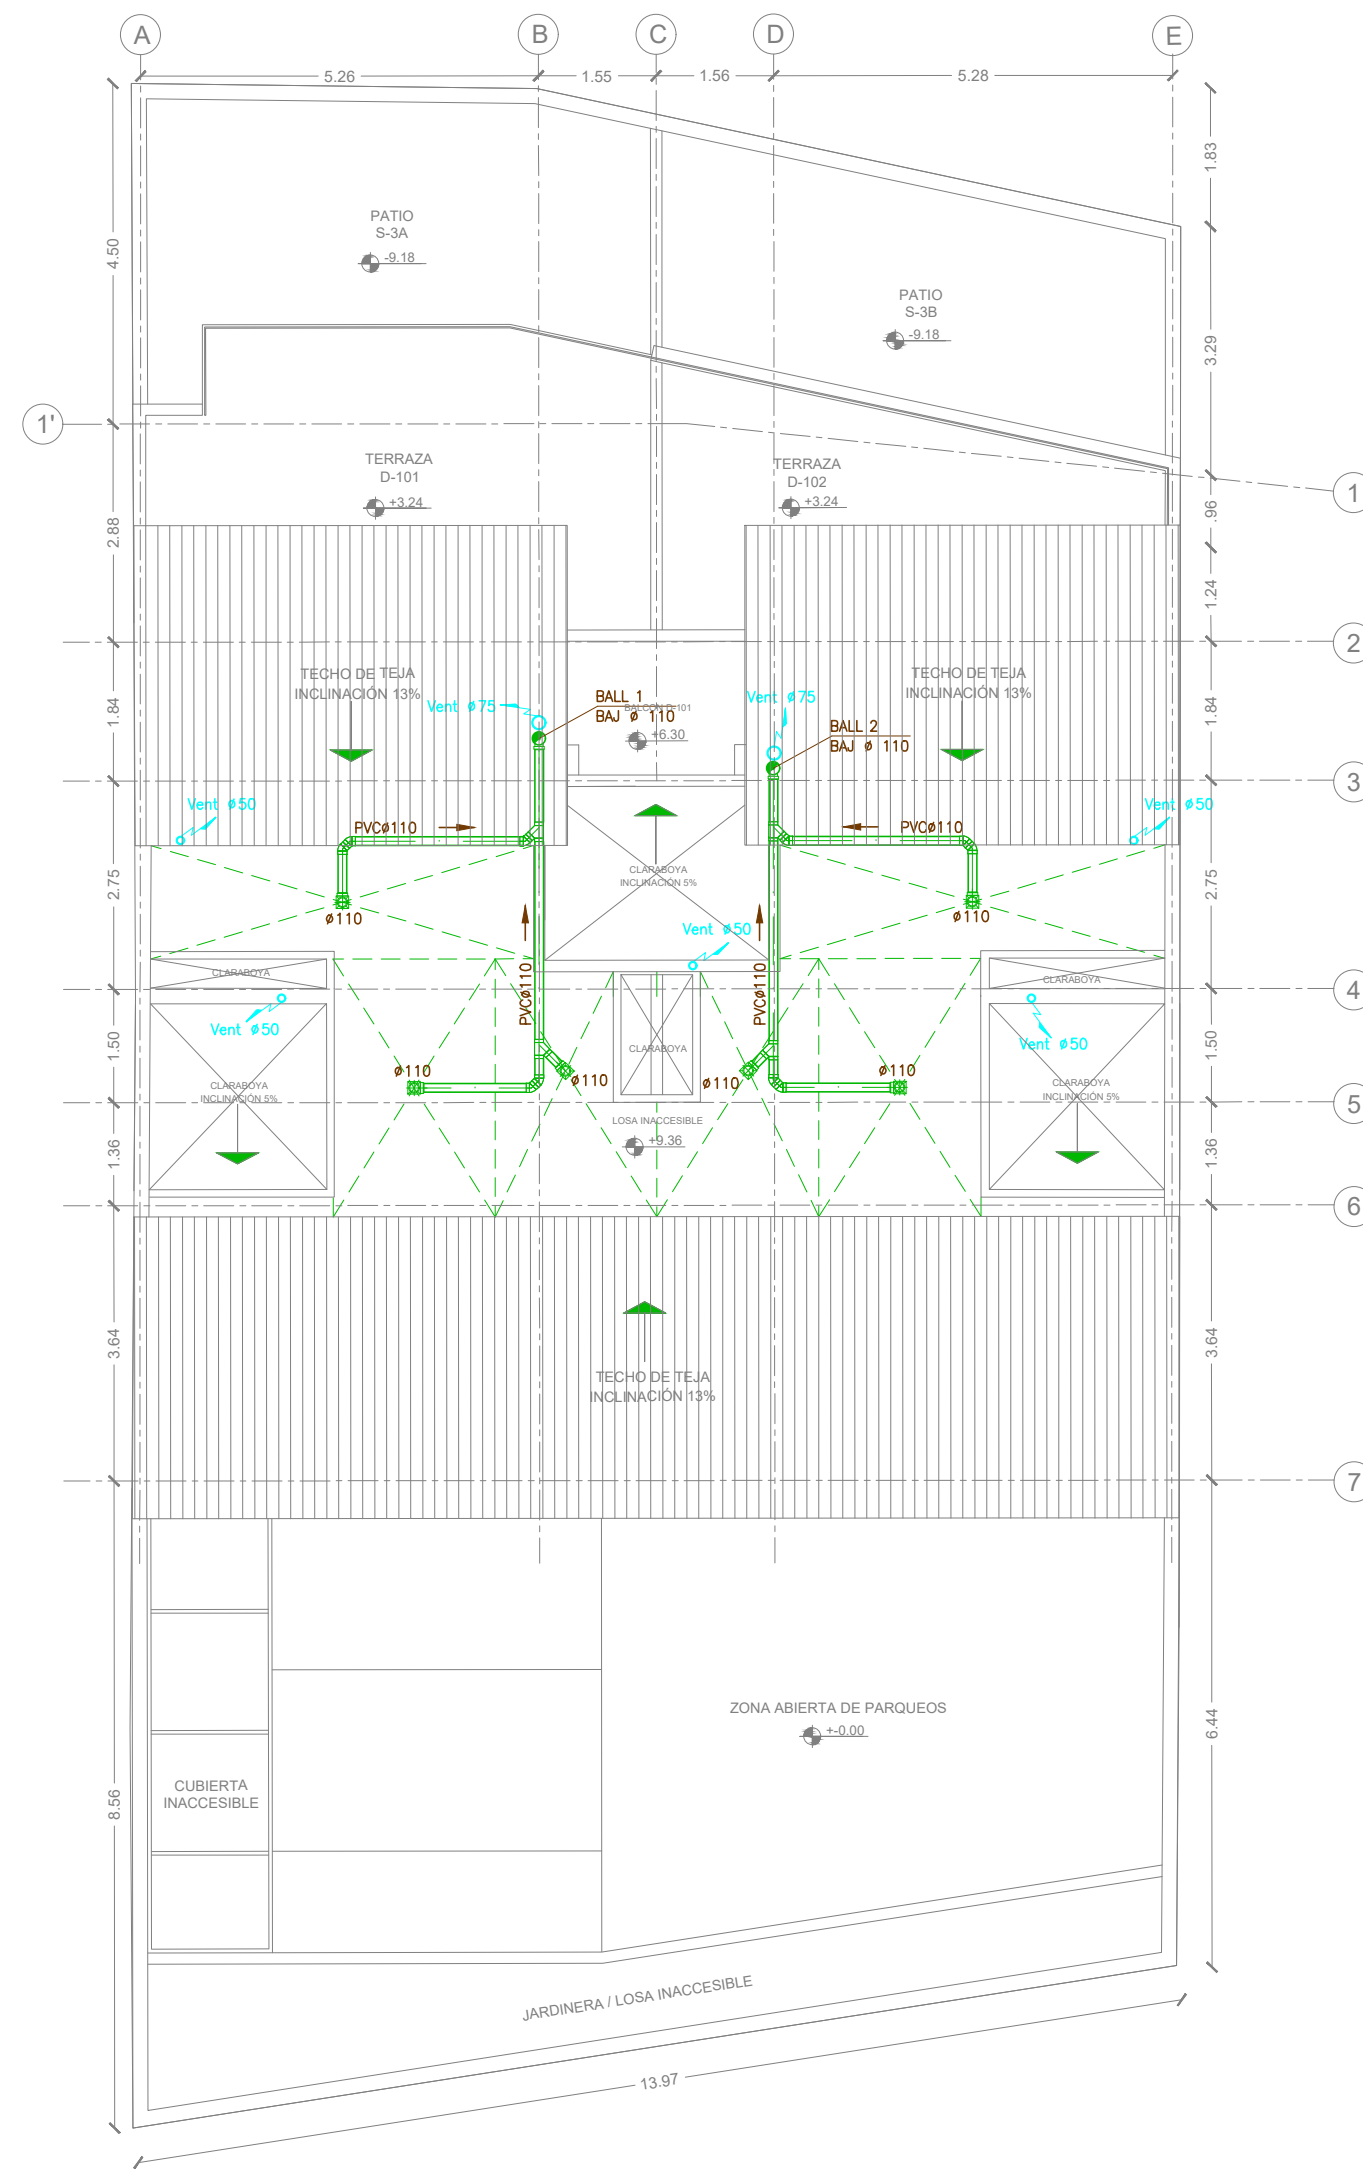 A
B
C
D
E
5.26
1.55
1.56
5.28
1.83
4.50
PATIO
S-3A
-9.18
PATIO
S-3B
-9.18
3.29
1'
TERRAZA
D-101
+3.24
TERRAZA
D-102
+3.24
1
.96
2.88
1.24
2
TECHO DE TEJA
INCLINACIÓN 13%
TECHO DE TEJA
INCLINACIÓN 13%
1.84
Vent ø75
BALL 1
BAJ ø 110
BALCON D-101
+6.30
Vent ø75
BALL 2
BAJ ø 110
1.84
3
Vent ø50
PVCø110
PVCø110
Vent ø50
2.75
CLARABOYA
INCLINACIÓN 5%
2.75
ø110
ø110
Vent ø50
CLARABOYA
CLARABOYA
PVCø110
PVCø110
4
Vent ø50
Vent ø50
1.50
CLARABOYA
1.50
ø110
ø110
ø110
ø110
CLARABOYA
INCLINACIÓN 5%
CLARABOYA
INCLINACIÓN 5%
5
LOSA INACCESIBLE
+9.36
1.36
1.36
6
3.64
3.64
TECHO DE TEJA
INCLINACIÓN 13%
7
ZONA ABIERTA DE PARQUEOS
+-0.00
6.44
CUBIERTA
INACCESIBLE
8.56
JARDINERA / LOSA INACCESIBLE
13.97